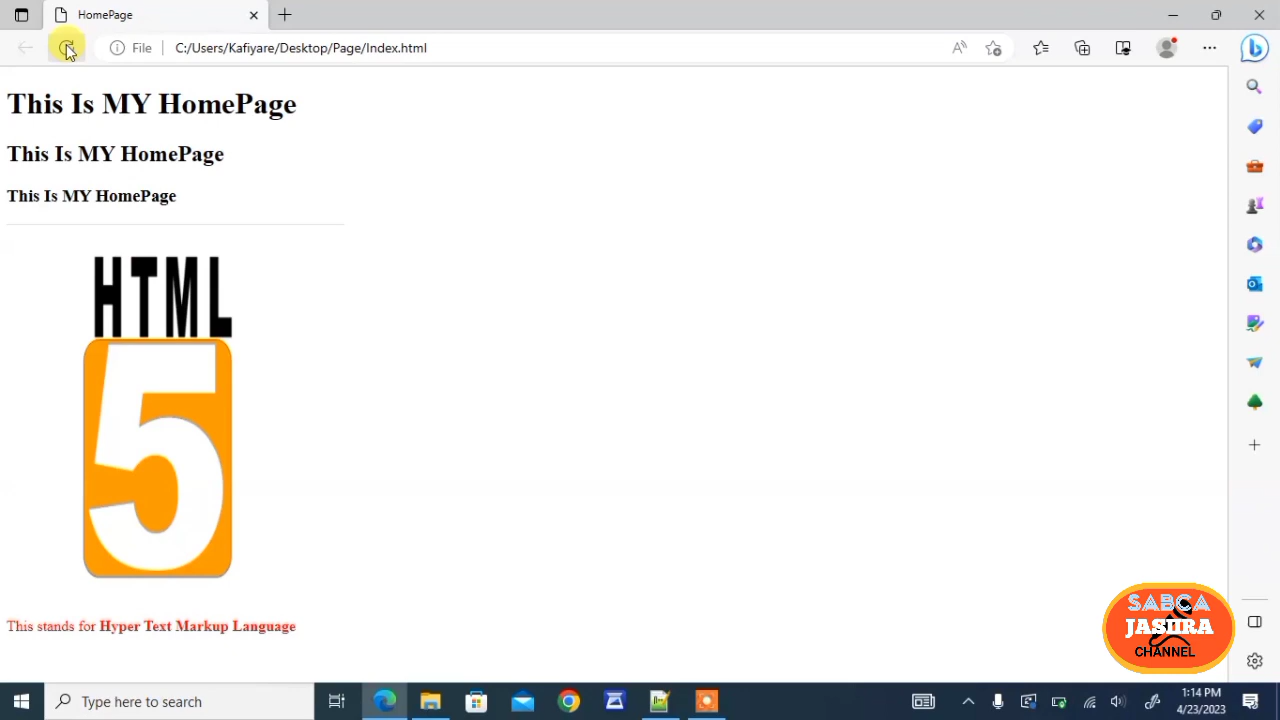 HomePage
File
C:/Users/Kafiyare/Desktop/Page/Index.html
This Is MY HomePage
This Is MY HomePage
This Is MY HomePage
HTML
5
This stands for Hyper Text Markup Language
SABCA
JASIIRA
CHANNEL
Type here to search
1:14 PM
4/23/2023